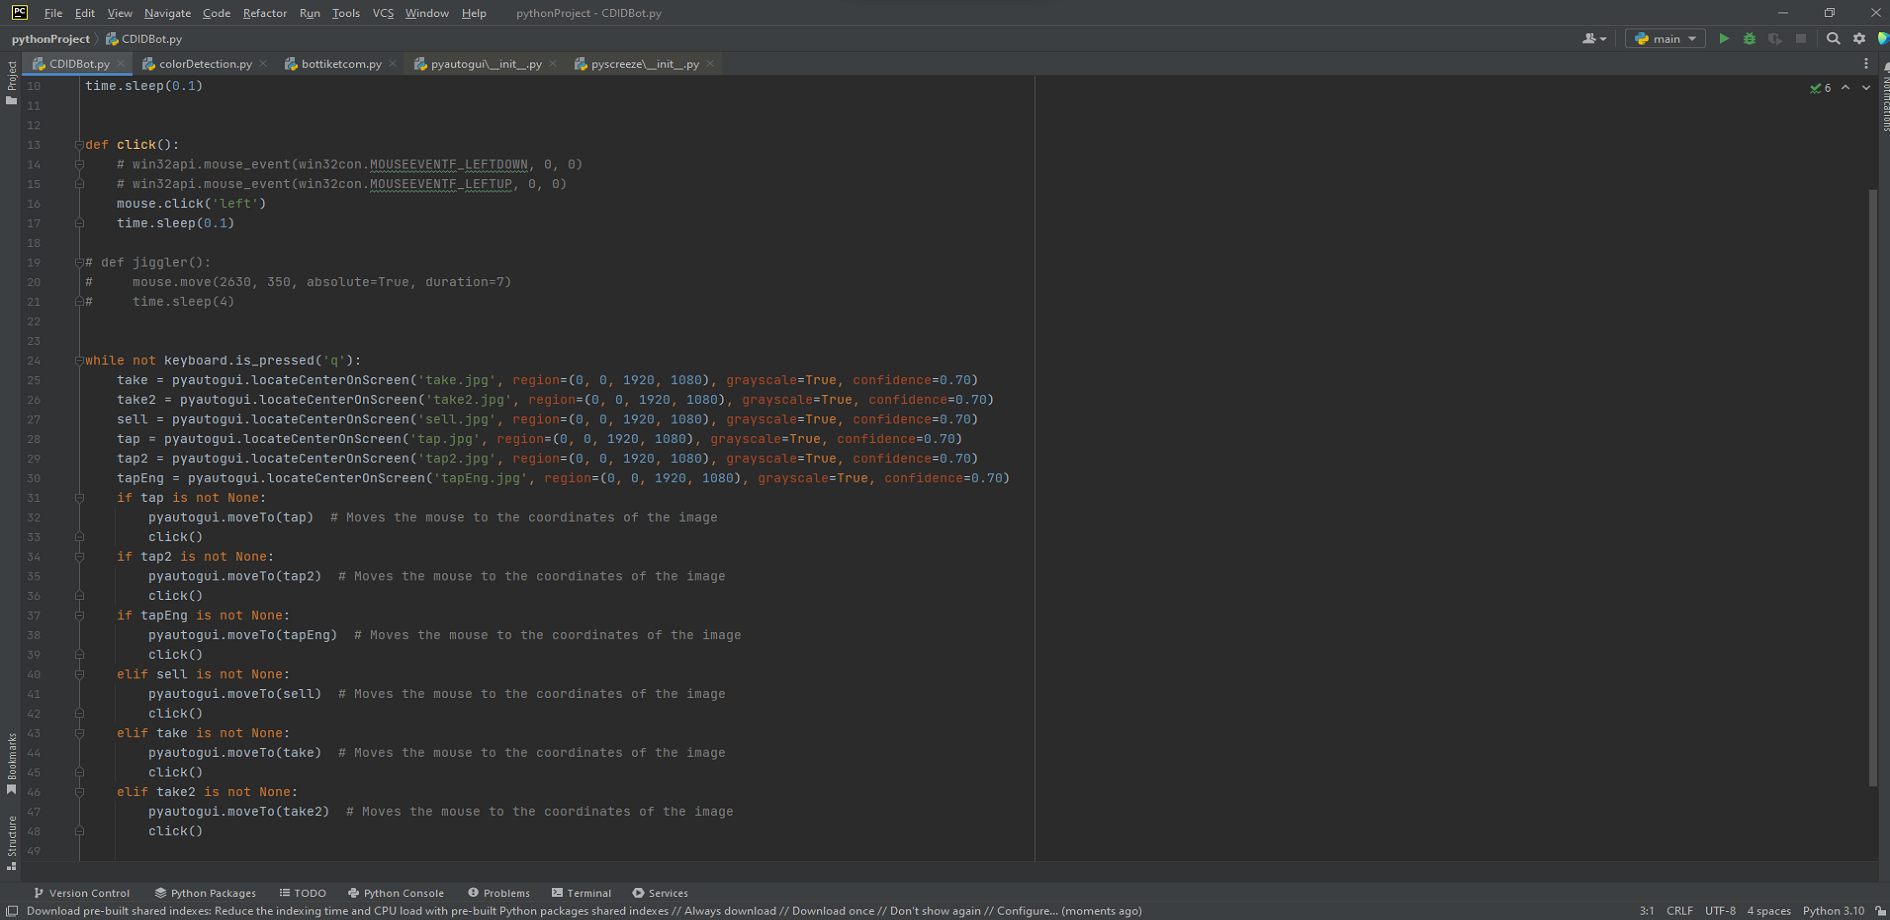 PC File Edit View Navigate Code Refactor Run Tools VCS Window Help pythonProject - CDIDBot.py
pythonProject CDIDBot.py main
CDIDBot.py colorDetection.py bottiketcom.py pyautogui\__init__.py pyscreeze\__init__.py
Project
Notifications
6
10 time.sleep(0.1)
11
12
13 def click():
14     # win32api.mouse_event(win32con.MOUSEEVENTF_LEFTDOWN, 0, 0)
15     # win32api.mouse_event(win32con.MOUSEEVENTF_LEFTUP, 0, 0)
16     mouse.click('left')
17     time.sleep(0.1)
18
19 # def jiggler():
20 #     mouse.move(2630, 350, absolute=True, duration=7)
21 #     time.sleep(4)
22
23
24 while not keyboard.is_pressed('q'):
25     take = pyautogui.locateCenterOnScreen('take.jpg', region=(0, 0, 1920, 1080), grayscale=True, confidence=0.70)
26     take2 = pyautogui.locateCenterOnScreen('take2.jpg', region=(0, 0, 1920, 1080), grayscale=True, confidence=0.70)
27     sell = pyautogui.locateCenterOnScreen('sell.jpg', region=(0, 0, 1920, 1080), grayscale=True, confidence=0.70)
28     tap = pyautogui.locateCenterOnScreen('tap.jpg', region=(0, 0, 1920, 1080), grayscale=True, confidence=0.70)
29     tap2 = pyautogui.locateCenterOnScreen('tap2.jpg', region=(0, 0, 1920, 1080), grayscale=True, confidence=0.70)
30     tapEng = pyautogui.locateCenterOnScreen('tapEng.jpg', region=(0, 0, 1920, 1080), grayscale=True, confidence=0.70)
31     if tap is not None:
32         pyautogui.moveTo(tap)  # Moves the mouse to the coordinates of the image
33         click()
34     if tap2 is not None:
35         pyautogui.moveTo(tap2)  # Moves the mouse to the coordinates of the image
36         click()
37     if tapEng is not None:
38         pyautogui.moveTo(tapEng)  # Moves the mouse to the coordinates of the image
39         click()
40     elif sell is not None:
41         pyautogui.moveTo(sell)  # Moves the mouse to the coordinates of the image
42         click()
43     elif take is not None:
44         pyautogui.moveTo(take)  # Moves the mouse to the coordinates of the image
45         click()
46     elif take2 is not None:
47         pyautogui.moveTo(take2)  # Moves the mouse to the coordinates of the image
48         click()
49
Bookmarks
Structure
Version Control Python Packages TODO Python Console Problems Terminal Services
Download pre-built shared indexes: Reduce the indexing time and CPU load with pre-built Python packages shared indexes // Always download // Download once // Don't show again // Configure... (moments ago) 3:1 CRLF UTF-8 4 spaces Python 3.10